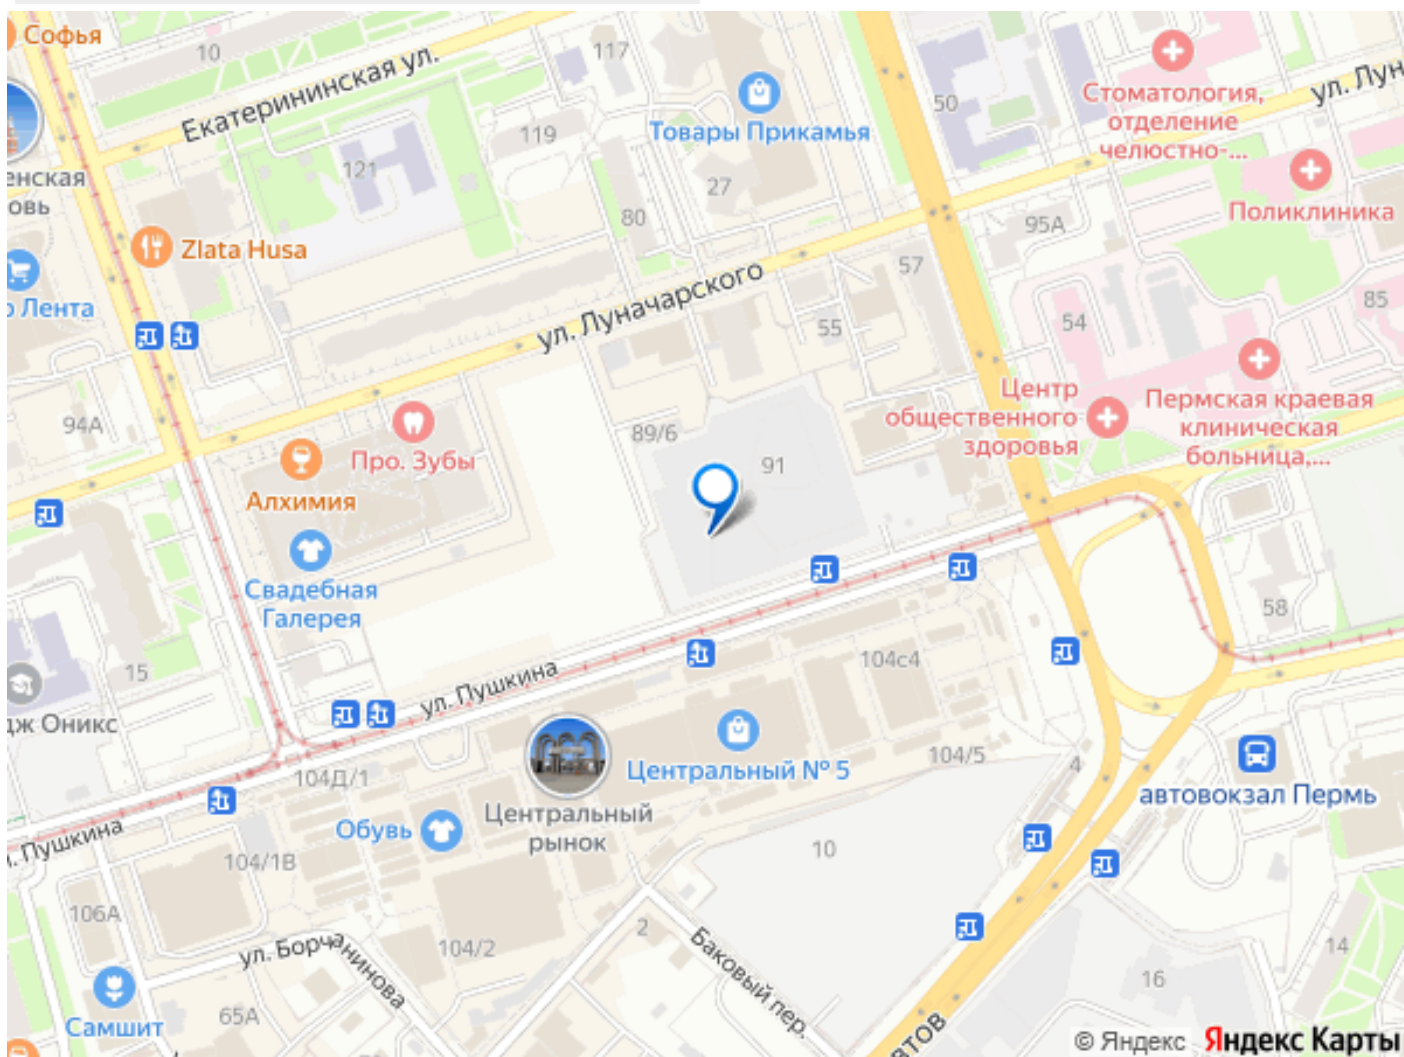 Софья
10
117
Екатерининская ул.
50
Стоматология,
отделение
челюстно-...
ул. Лун
119
Товары Прикамья
121
27
80
енская
овь
95А
Поликлиника
Zlata Husa
57
о Лента
ул. Луначарского
55
54
85
94А
89/6
Про. Зубы
91
Центр
общественного
здоровья
Пермская краевая
клиническая
больница,...
Алхимия
Свадебная
Галерея
58
15
ул. Пушкина
104с4
дж Оникс
104Д/1
Центральный № 5
104/5
4
автовокзал Пермь
Центральный
рынок
Обувь
. Пушкина
104/1В
10
106А
ул. Борчанинова
104/2
2
Баковый пер.
14
16
65А
Самшит
втов
© Яндекс Яндекс Карты